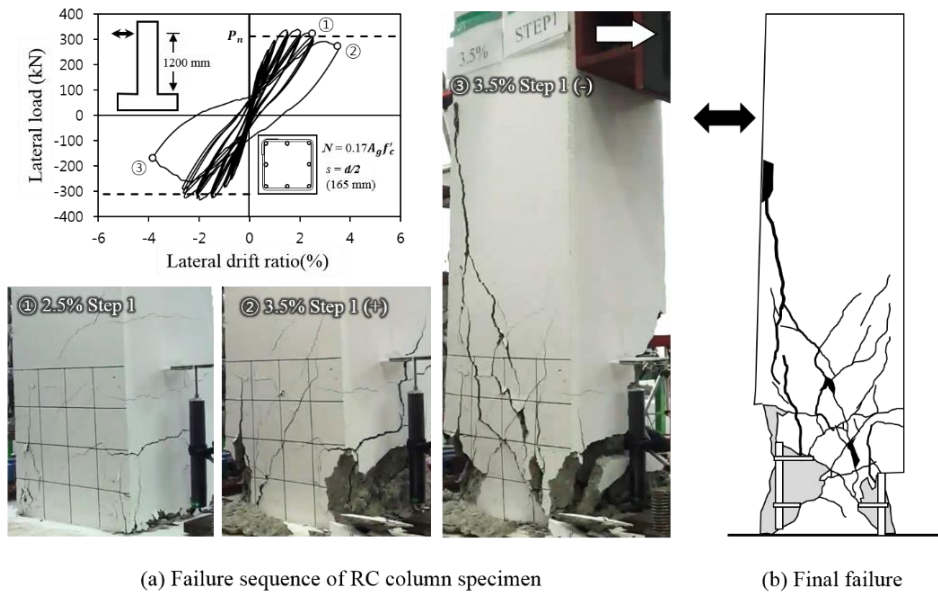 400
300
200
100
0
-100
-200
-300
-400
Lateral load (kN)
-6 -4 -2 0 2 4 6
Lateral drift ratio(%)
1200 mm
Pn
①
②
③
N = 0.17Agf′c
s = d/2
(165 mm)
① 2.5% Step 1
② 3.5% Step 1 (+)
3.5%
STEP1
③ 3.5% Step 1 (-)
(a) Failure sequence of RC column specimen
(b) Final failure